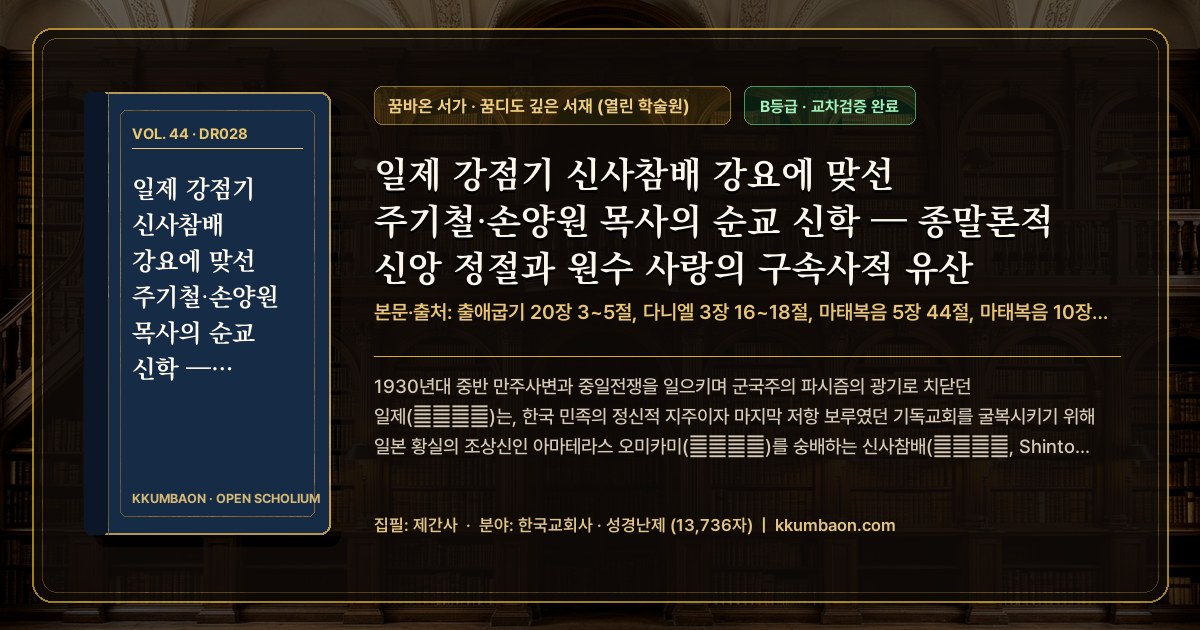 VOL. 44 · DR028
일제 강점기
신사참배
강요에 맞선
주기철·손양원
목사의 순교
신학 —…
KKUMBAON · OPEN SCHOLIUM
꿈바온 서가 · 꿈디도 깊은 서재 (열린 학술원)
B등급 · 교차검증 완료
일제 강점기 신사참배 강요에 맞선
주기철·손양원 목사의 순교 신학 — 종말론적
신앙 정절과 원수 사랑의 구속사적 유산
본문·출처: 출애굽기 20장 3~5절, 다니엘 3장 16~18절, 마태복음 5장 44절, 마태복음 10장…
1930년대 중반 만주사변과 중일전쟁을 일으키며 군국주의 파시즘의 광기로 치닫던
일제(▤▤▤▤)는, 한국 민족의 정신적 지주이자 마지막 저항 보루였던 기독교회를 굴복시키기 위해
일본 황실의 조상신인 아마테라스 오미카미(▤▤▤▤)를 숭배하는 신사참배(▤▤▤▤, Shinto…
집필: 제간사 · 분야: 한국교회사 · 성경난제 (13,736자) | kkumbaon.com